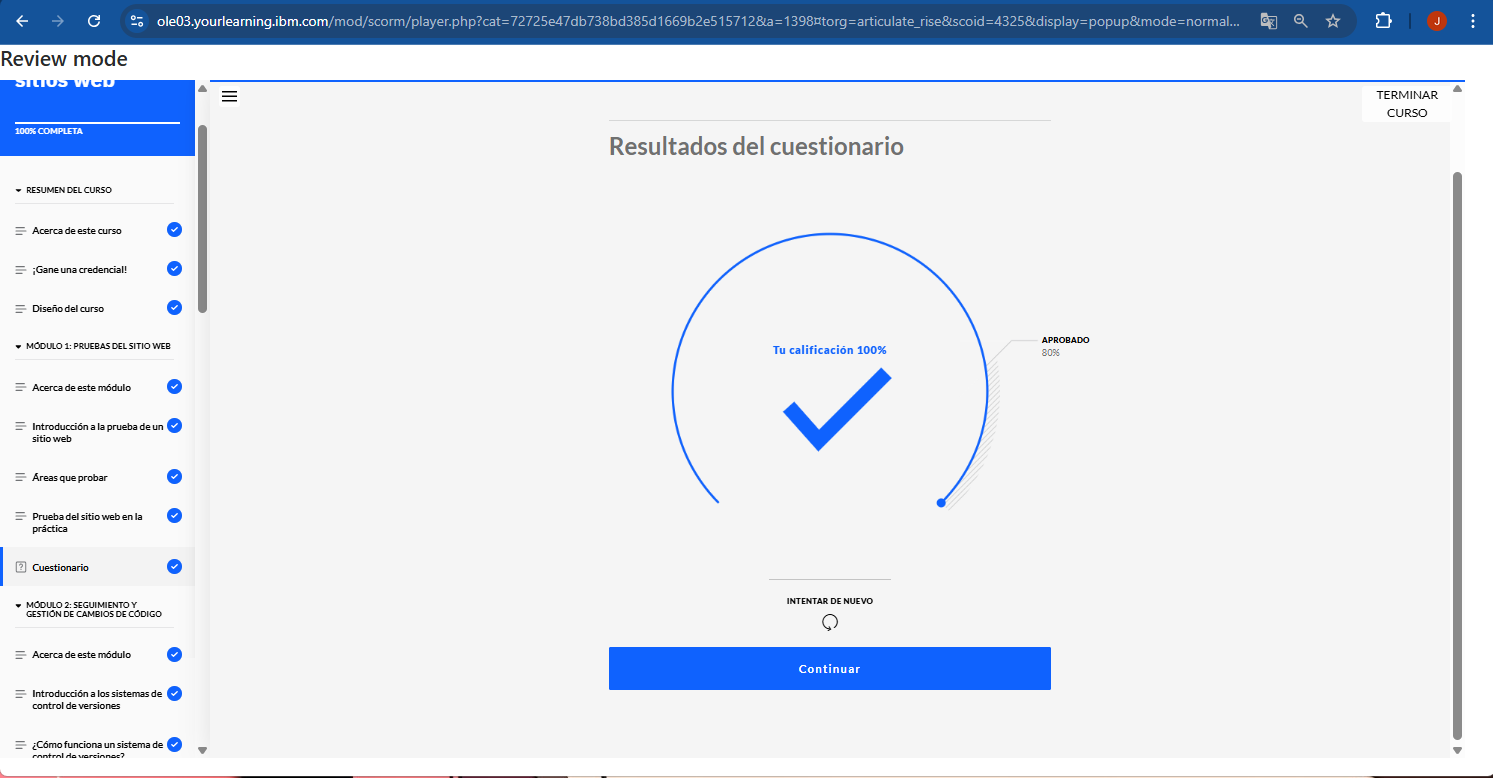 ole03.yourlearning.ibm.com/mod/scorm/player.php?cat=72725e47db738bd385d1669b2e515712&a=1398#torg=articulate_rise&scoid=4325&display=popup&mode=normal...
J
Review mode
sitios web
100% COMPLETA
RESUMEN DEL CURSO
Acerca de este curso
¡Gane una credencial!
Diseño del curso
MÓDULO 1: PRUEBAS DEL SITIO WEB
Acerca de este módulo
Introducción a la prueba de un
sitio web
Áreas que probar
Prueba del sitio web en la
práctica
Cuestionario
MÓDULO 2: SEGUIMIENTO Y
GESTIÓN DE CAMBIOS DE CÓDIGO
Acerca de este módulo
Introducción a los sistemas de
control de versiones
¿Cómo funciona un sistema de
control de versiones?
TERMINAR
CURSO
Resultados del cuestionario
Tu calificación 100%
APROBADO
80%
INTENTAR DE NUEVO
Continuar